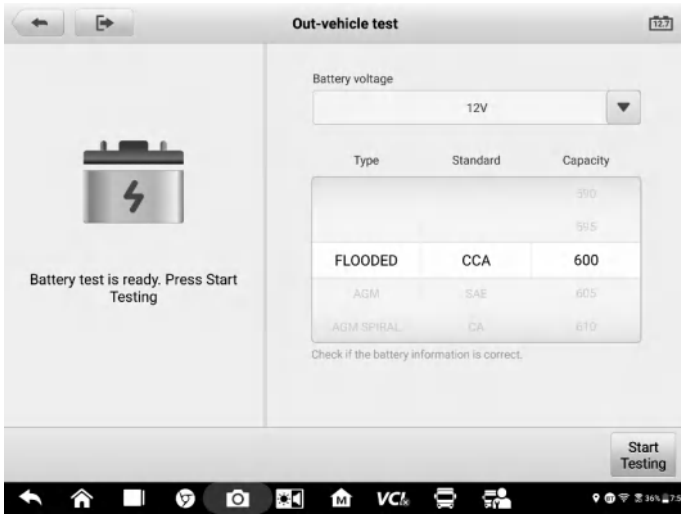 Out-vehicle test
12.7
Battery voltage
12V
Type Standard Capacity
590
595
FLOODED CCA 600
AGM SAE 605
AGM SPIRAL CA 610
Check if the battery information is correct.
Battery test is ready. Press Start
Testing
Start
Testing
M VCI
36%